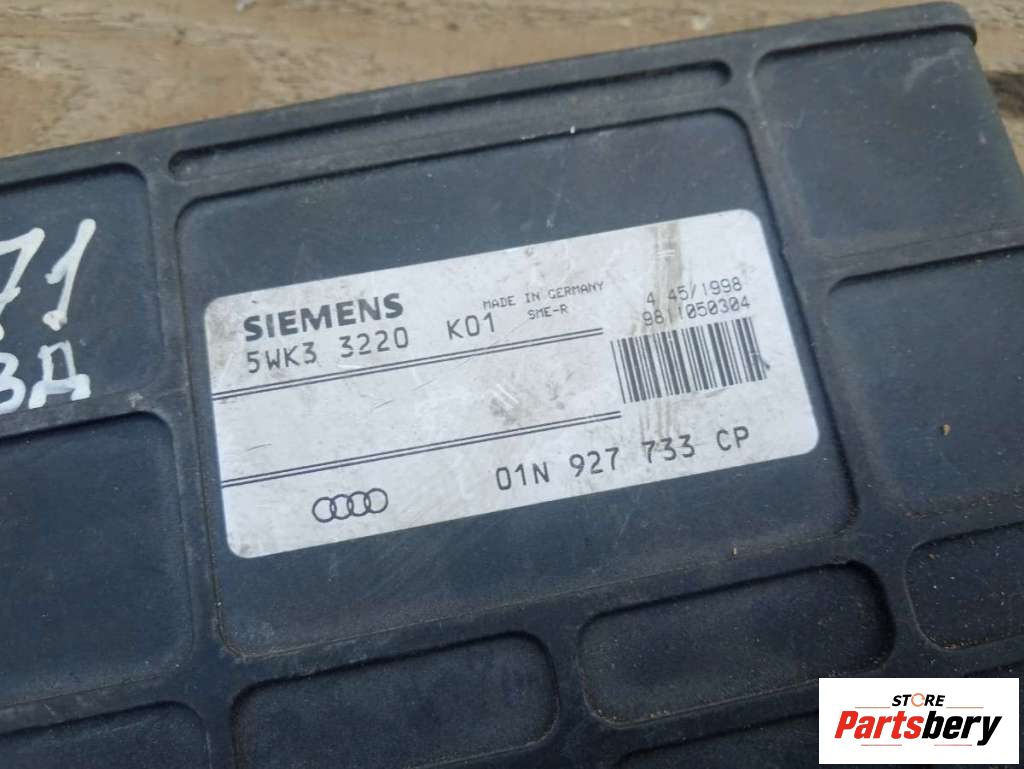 71
ВД
SIEMENS
5WK3 3220 K01
MADE IN GERMANY
SME-R
4 45/1998
01N 927 733 CP
STORE
Partsbery